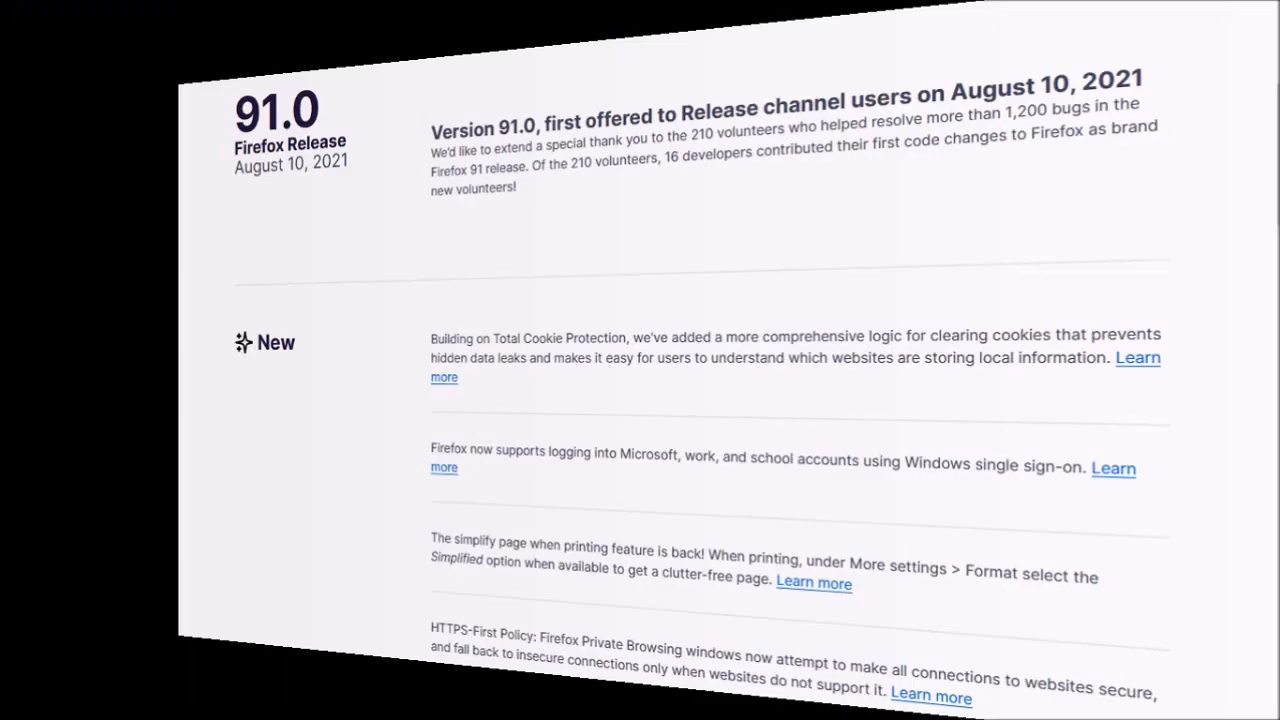 91.0
Firefox Release
August 10, 2021
Version 91.0, first offered to Release channel users on August 10, 2021
We'd like to extend a special thank you to the 210 volunteers who helped resolve more than 1,200 bugs in the
Firefox 91 release. Of the 210 volunteers, 16 developers contributed their first code changes to Firefox as brand
new volunteers!
New
Building on Total Cookie Protection, we've added a more comprehensive logic for clearing cookies that prevents
hidden data leaks and makes it easy for users to understand which websites are storing local information. Learn
more
Firefox now supports logging into Microsoft, work, and school accounts using Windows single sign-on. Learn
more
The simplify page when printing feature is back! When printing, under More settings > Format select the
Simplified option when available to get a clutter-free page. Learn more
HTTPS-First Policy: Firefox Private Browsing windows now attempt to make all connections to websites secure,
and fall back to insecure connections only when websites do not support it. Learn more